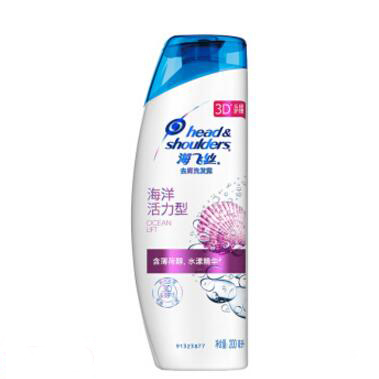 3D
head&
shoulders
海飞丝
去屑洗发露
海洋
活力型
OCEAN
LIFT
含薄荷醇、水漾精华
91323877
净含量 200毫升